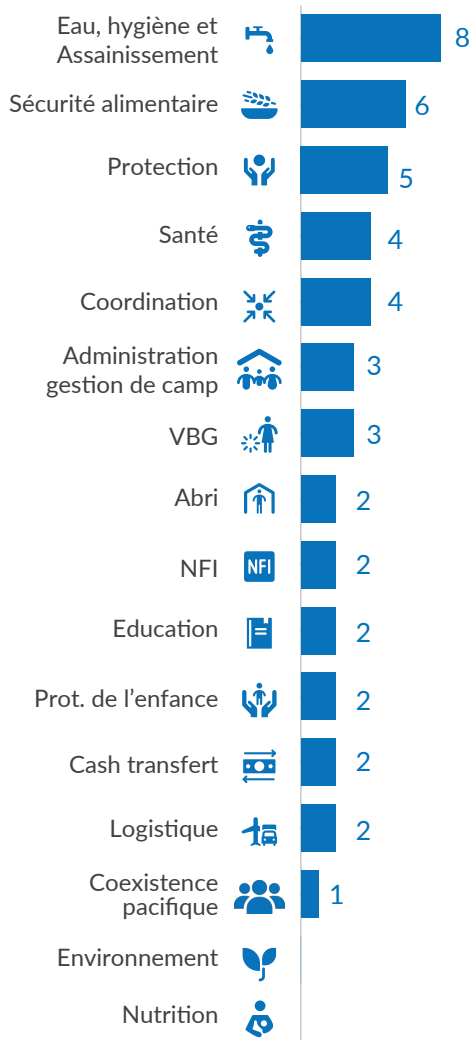 Eau, hygiène et
Assainissement
8
Sécurité alimentaire
6
Protection
5
Santé
4
Coordination
4
Administration
gestion de camp
3
VBG
3
Abri
2
NFI
NFI
2
Education
2
Prot. de l’enfance
2
Cash transfert
2
Logistique
2
Coexistence
pacifique
1
Environnement
Nutrition